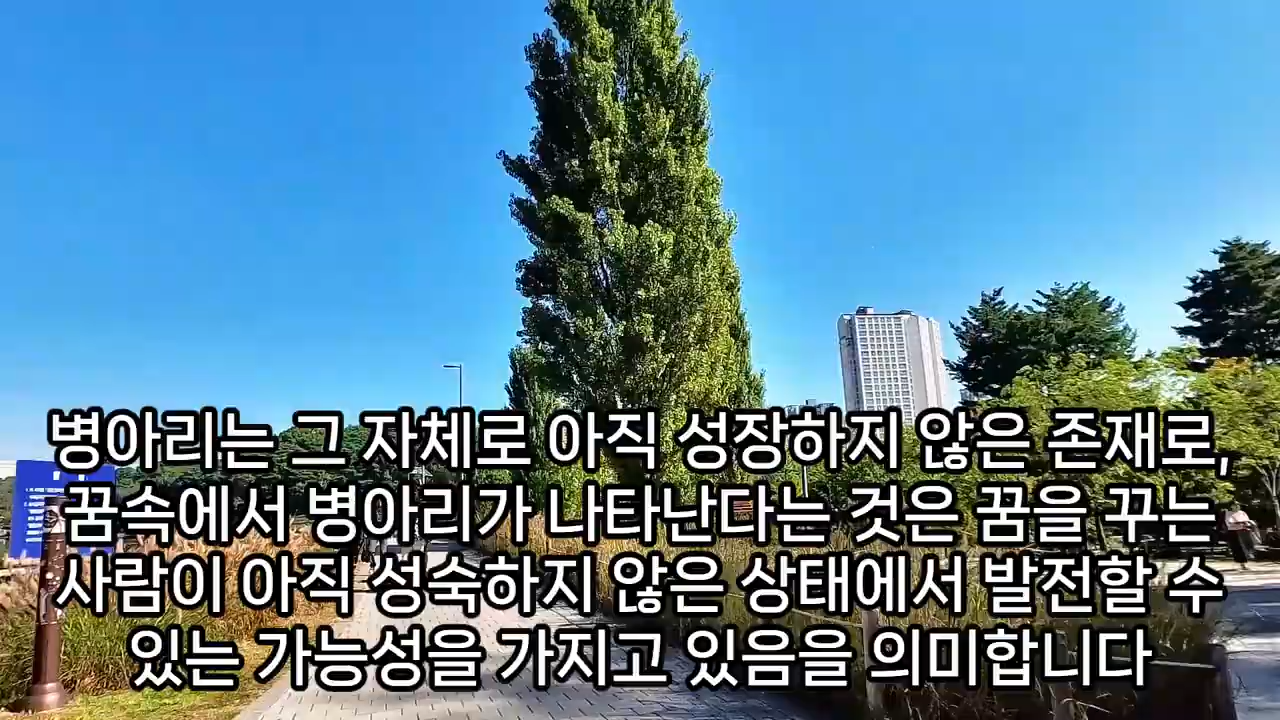 병아리는 그 자체로 아직 성장하지 않은 존재로,
꿈속에서 병아리가 나타난다는 것은 꿈을 꾸는
사람이 아직 성숙하지 않은 상태에서 발전할 수
있는 가능성을 가지고 있음을 의미합니다